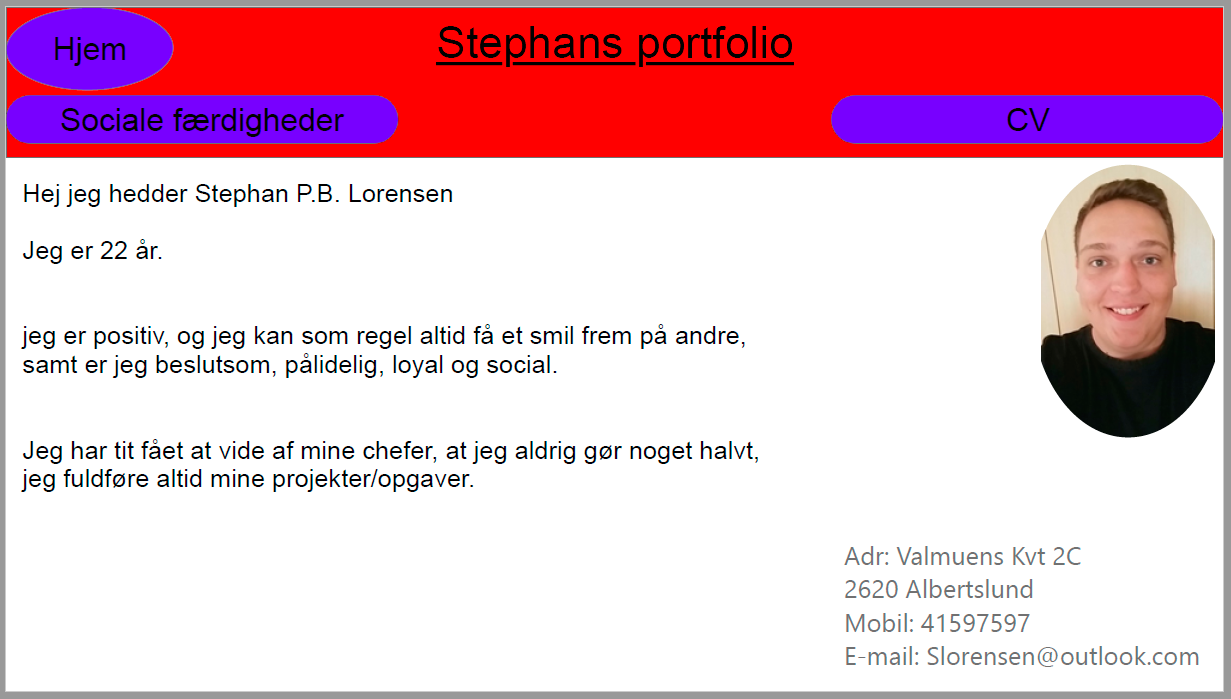 Hjem
Stephans portfolio
Sociale færdigheder
CV
Hej jeg hedder Stephan P.B. Lorensen
Jeg er 22 år.
jeg er positiv, og jeg kan som regel altid få et smil frem på andre,
samt er jeg beslutsom, pålidelig, loyal og social.
Jeg har tit fået at vide af mine chefer, at jeg aldrig gør noget halvt,
jeg fuldføre altid mine projekter/opgaver.
Adr: Valmuens Kvt 2C
2620 Albertslund
Mobil: 41597597
E-mail: Slorensen@outlook.com